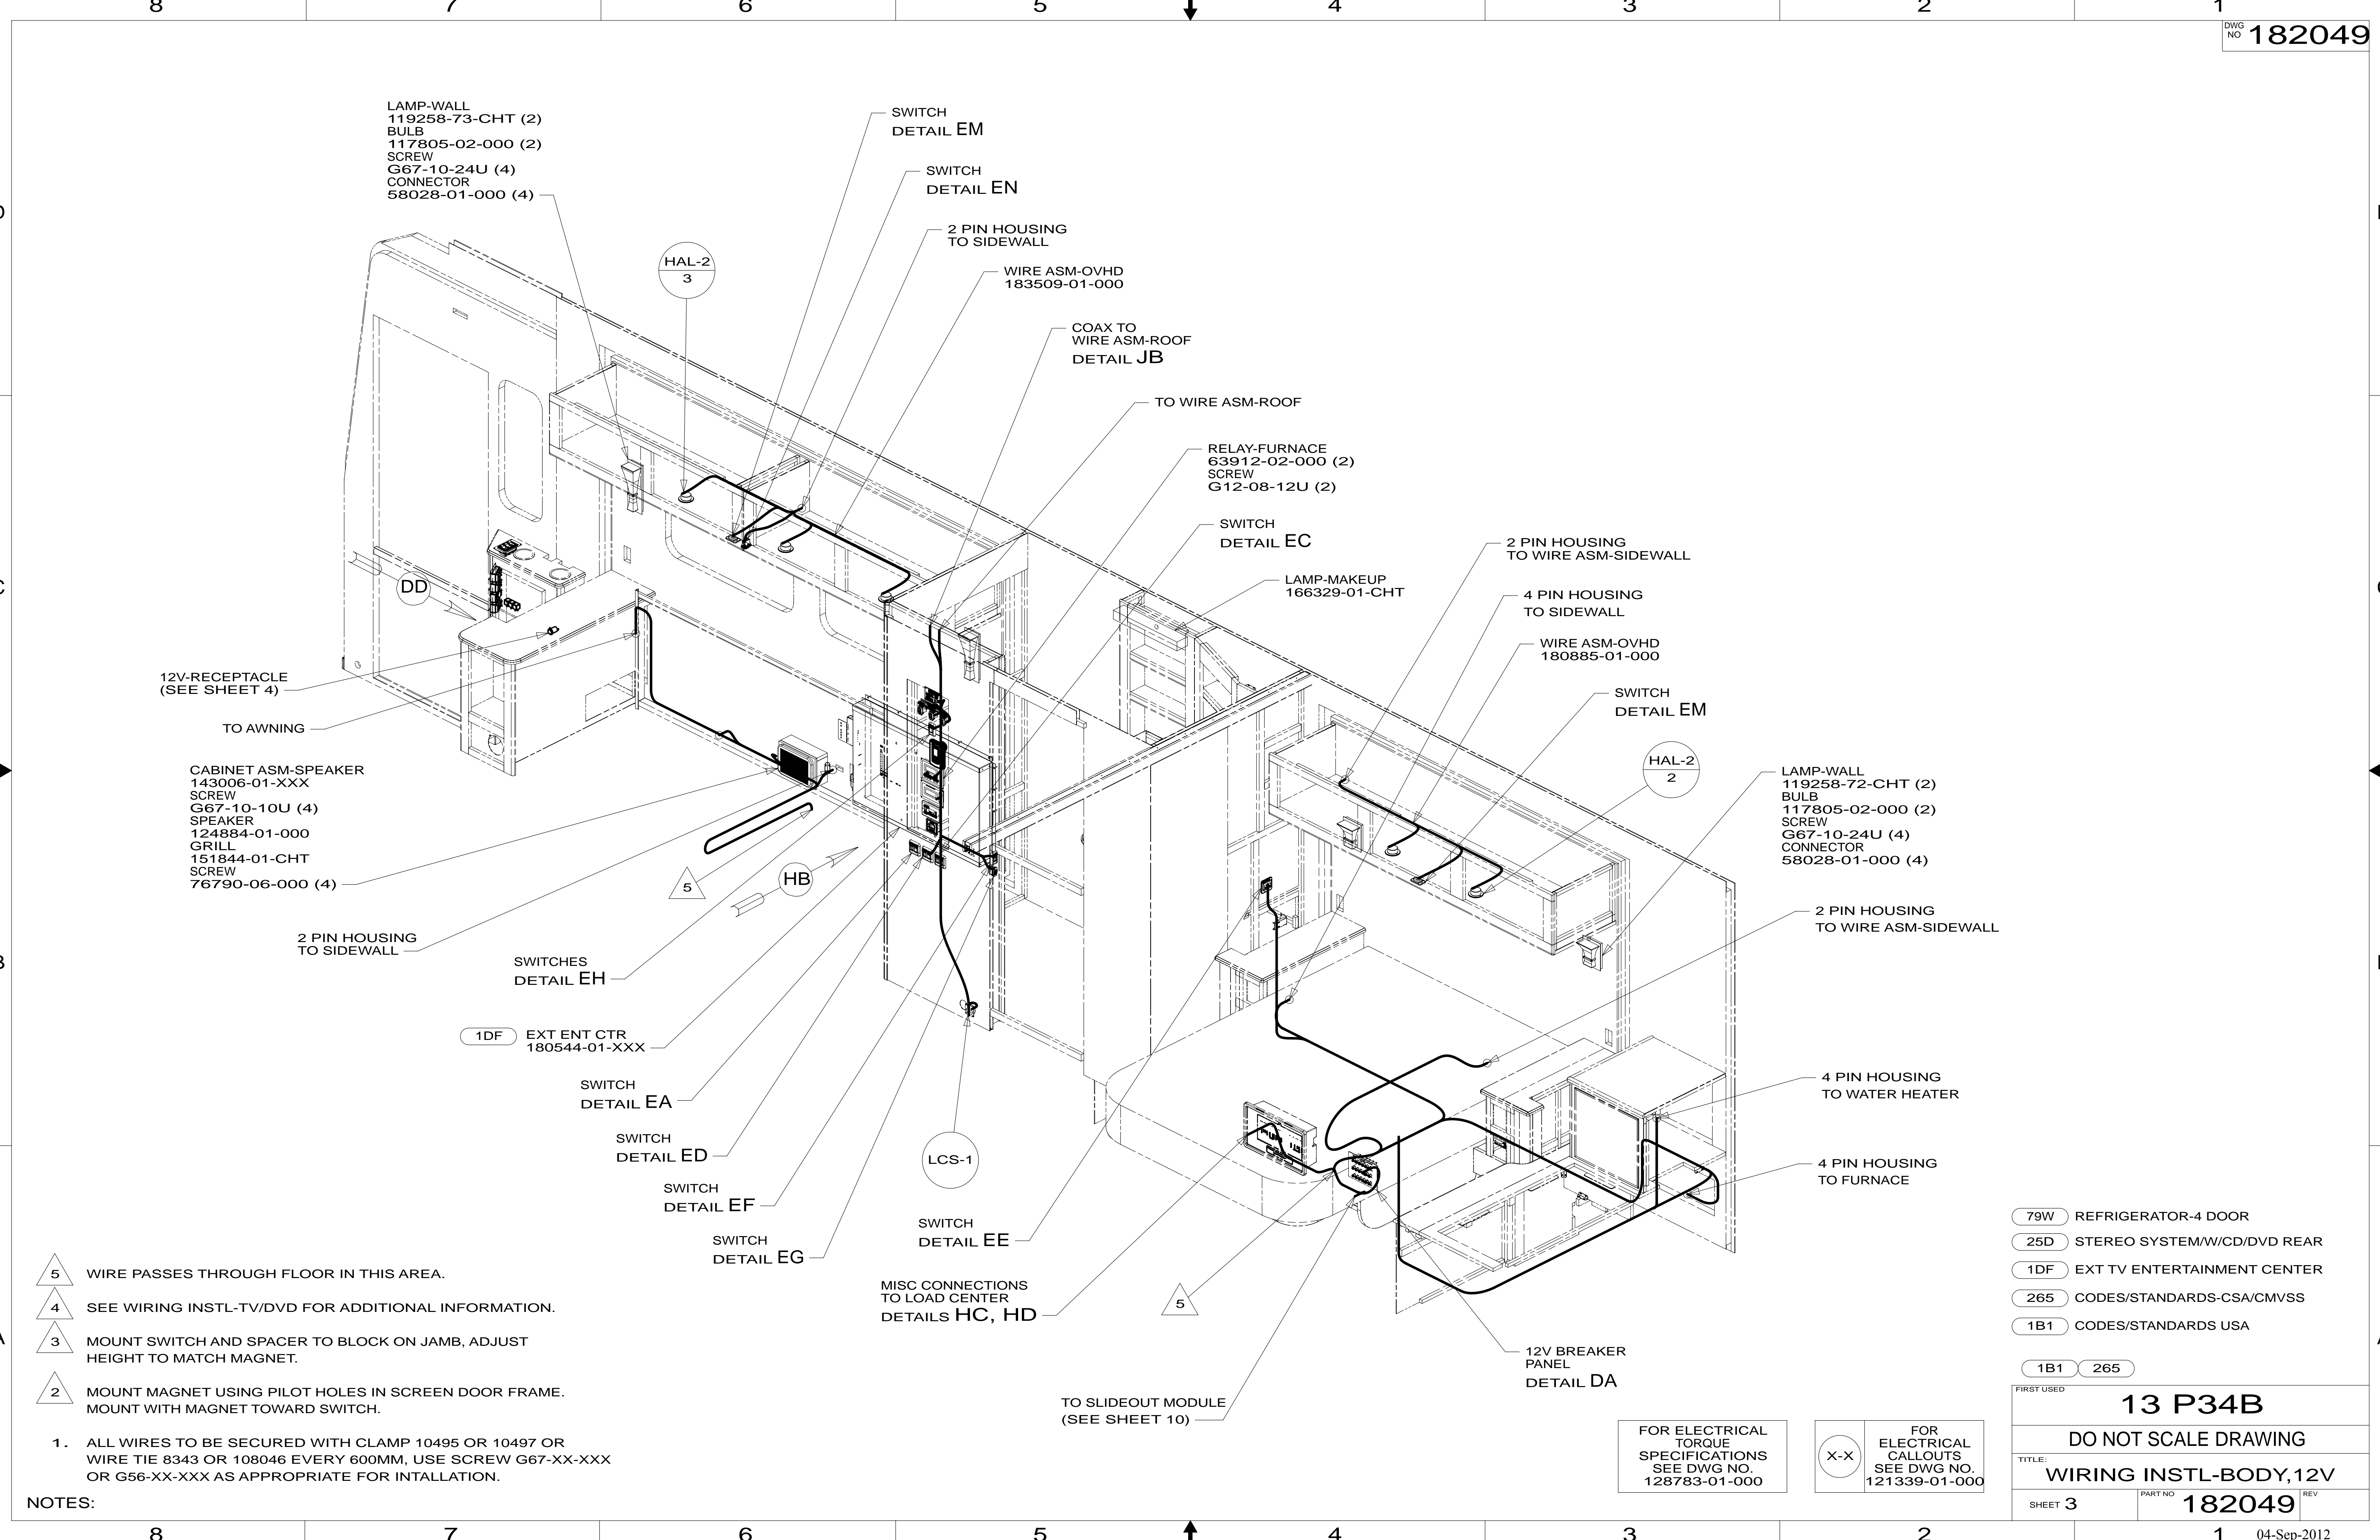 8 7 6 5 4 3 2 1
DWG
NO 182049
LAMP-WALL
119258-73-CHT (2)
BULB
117805-02-000 (2)
SCREW
G67-10-24U (4)
CONNECTOR
58028-01-000 (4)
SWITCH
DETAIL EM
SWITCH
DETAIL EN
2 PIN HOUSING
TO SIDEWALL
HAL-2
3
WIRE ASM-OVHD
183509-01-000
COAX TO
WIRE ASM-ROOF
DETAIL JB
TO WIRE ASM-ROOF
RELAY-FURNACE
63912-02-000 (2)
SCREW
G12-08-12U (2)
SWITCH
DETAIL EC
LAMP-MAKEUP
166329-01-CHT
2 PIN HOUSING
TO WIRE ASM-SIDEWALL
4 PIN HOUSING
TO SIDEWALL
WIRE ASM-OVHD
180885-01-000
SWITCH
DETAIL EM
HAL-2
2
LAMP-WALL
119258-72-CHT (2)
BULB
117805-02-000 (2)
SCREW
G67-10-24U (4)
CONNECTOR
58028-01-000 (4)
2 PIN HOUSING
TO WIRE ASM-SIDEWALL
4 PIN HOUSING
TO WATER HEATER
4 PIN HOUSING
TO FURNACE
DD
C
12V-RECEPTACLE
(SEE SHEET 4)
TO AWNING
CABINET ASM-SPEAKER
143006-01-XXX
SCREW
G67-10-10U (4)
SPEAKER
124884-01-000
GRILL
151844-01-CHT
SCREW
76790-06-000 (4)
5
HB
2 PIN HOUSING
TO SIDEWALL
SWITCHES
DETAIL EH
1DF EXT ENT CTR
180544-01-XXX
SWITCH
DETAIL EA
SWITCH
DETAIL ED
SWITCH
DETAIL EF
SWITCH
DETAIL EG
LCS-1
SWITCH
DETAIL EE
MISC CONNECTIONS
TO LOAD CENTER
DETAILS HC, HD
5
TO SLIDEOUT MODULE
(SEE SHEET 10)
12V BREAKER
PANEL
DETAIL DA
5 WIRE PASSES THROUGH FLOOR IN THIS AREA.
4 SEE WIRING INSTL-TV/DVD FOR ADDITIONAL INFORMATION.
3 MOUNT SWITCH AND SPACER TO BLOCK ON JAMB, ADJUST
HEIGHT TO MATCH MAGNET.
2 MOUNT MAGNET USING PILOT HOLES IN SCREEN DOOR FRAME.
MOUNT WITH MAGNET TOWARD SWITCH.
1. ALL WIRES TO BE SECURED WITH CLAMP 10495 OR 10497 OR
WIRE TIE 8343 OR 108046 EVERY 600MM, USE SCREW G67-XX-XXX
OR G56-XX-XXX AS APPROPRIATE FOR INTALLATION.
NOTES:
79W REFRIGERATOR-4 DOOR
25D STEREO SYSTEM/W/CD/DVD REAR
1DF EXT TV ENTERTAINMENT CENTER
265 CODES/STANDARDS-CSA/CMVSS
1B1 CODES/STANDARDS USA
1B1 265
FOR ELECTRICAL
TORQUE
SPECIFICATIONS
SEE DWG NO.
128783-01-000
X-X
FOR
ELECTRICAL
CALLOUTS
SEE DWG NO.
121339-01-000
FIRST USED
13 P34B
DO NOT SCALE DRAWING
TITLE:
WIRING INSTL-BODY,12V
SHEET 3
PART NO 182049 REV
8 7 6 5 4 3 2 1
04-Sep-2012